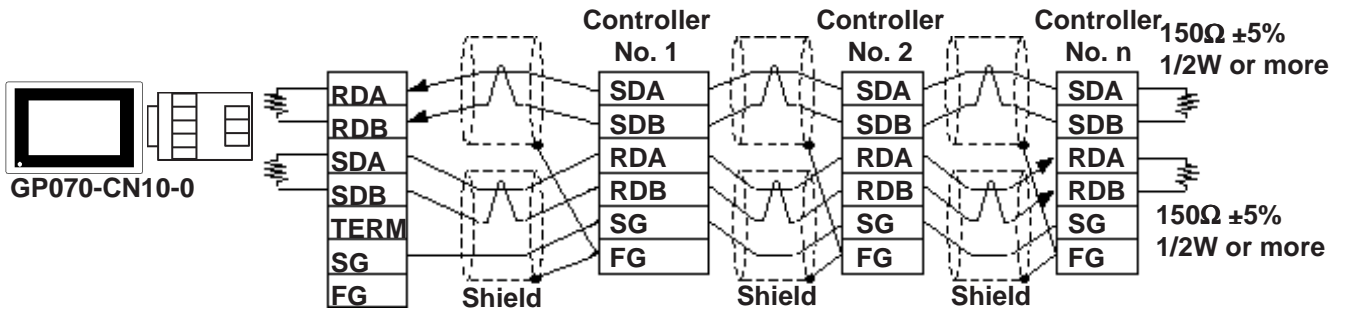 Controller No. 1
Controller No. 2
Controller No. n
150Ω ±5%
1/2W or more
GP070-CN10-0
RDA
RDB
SDA
SDB
TERM
SG
FG
Shield
SDA
SDB
RDA
RDB
SG
FG
Shield
SDA
SDB
RDA
RDB
SG
FG
Shield
SDA
SDB
RDA
RDB
SG
FG
150Ω ±5%
1/2W or more